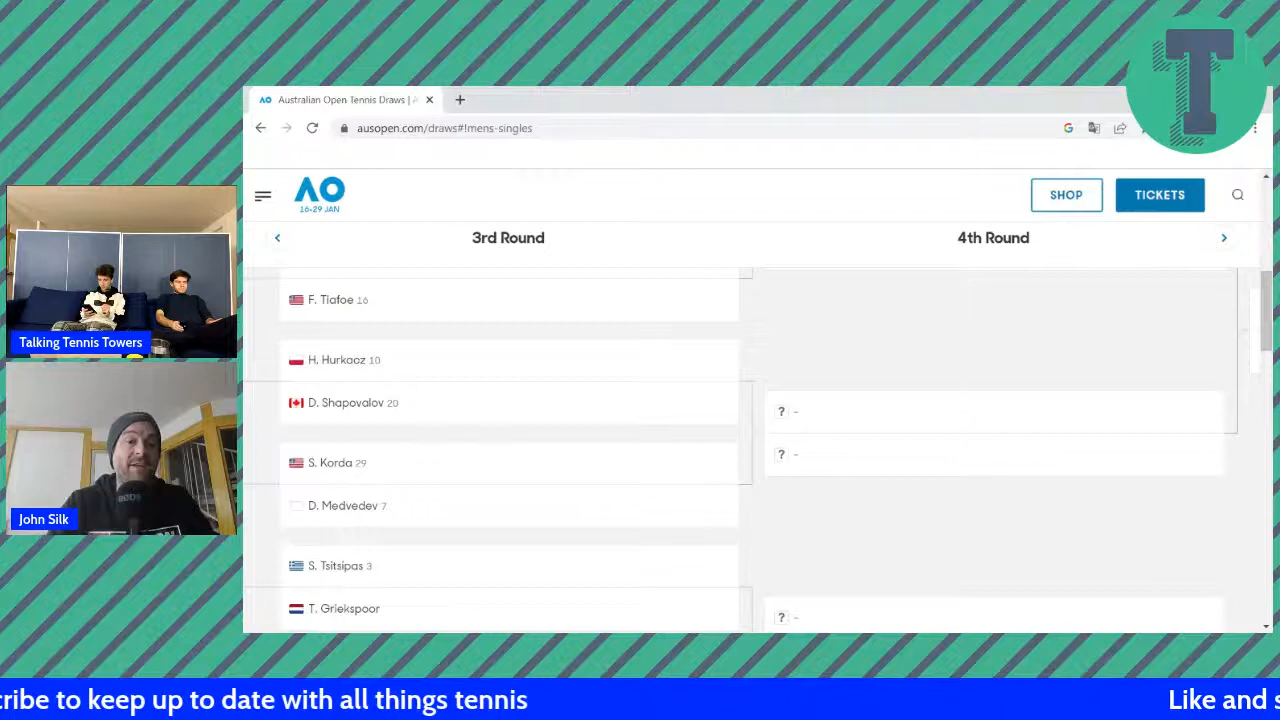 T
Australian Open Tennis Draws | A
ausopen.com/draws#!mens-singles
AO
16-29 JAN
SHOP
TICKETS
3rd Round
4th Round
F. Tiafoe 16
H. Hurkacz 10
D. Shapovalov 20
? -
S. Korda 29
? -
D. Medvedev 7
S. Tsitsipas 3
T. Griekspoor
? -
Talking Tennis Towers
RODE
John Silk
cribe to keep up to date with all things tennis
Like and s